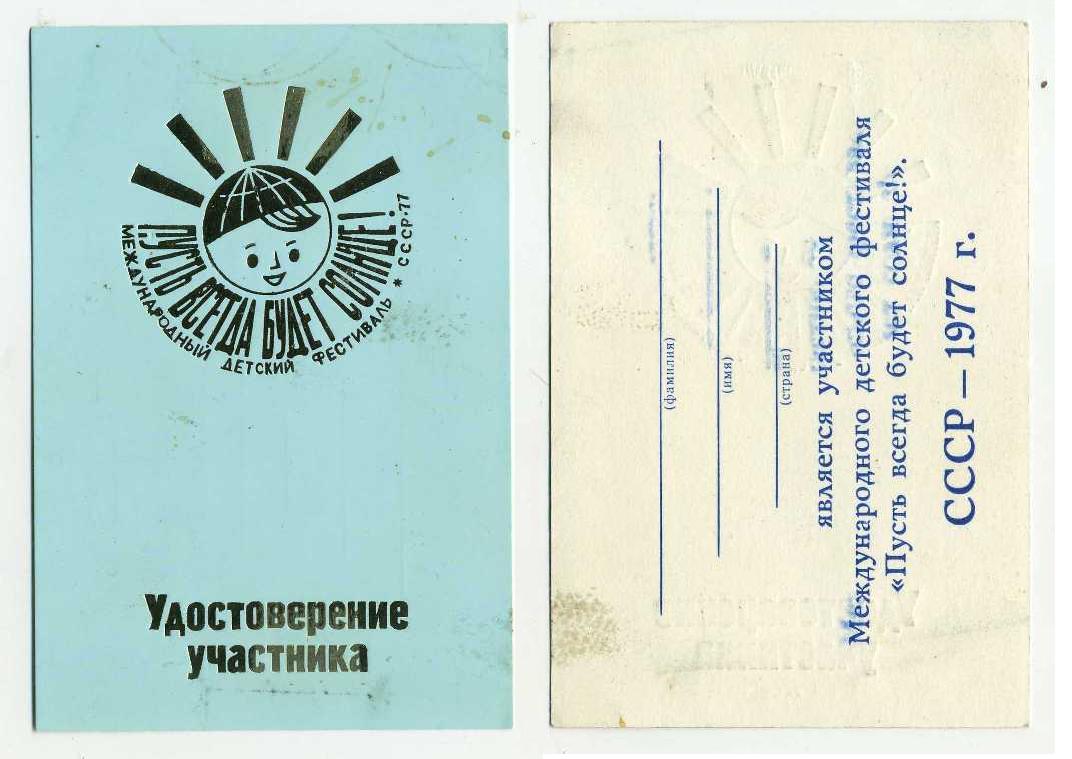 ПУСТЬ ВСЕГДА БУДЕТ СОЛНЦЕ!
МЕЖДУНАРОДНЫЙ ДЕТСКИЙ ФЕСТИВАЛЬ * СССР·77
Удостоверение
участника
(фамилия)
(имя)
(страна)
является участником
Международного детского фестиваля
«Пусть всегда будет солнце!».
СССР — 1977 г.